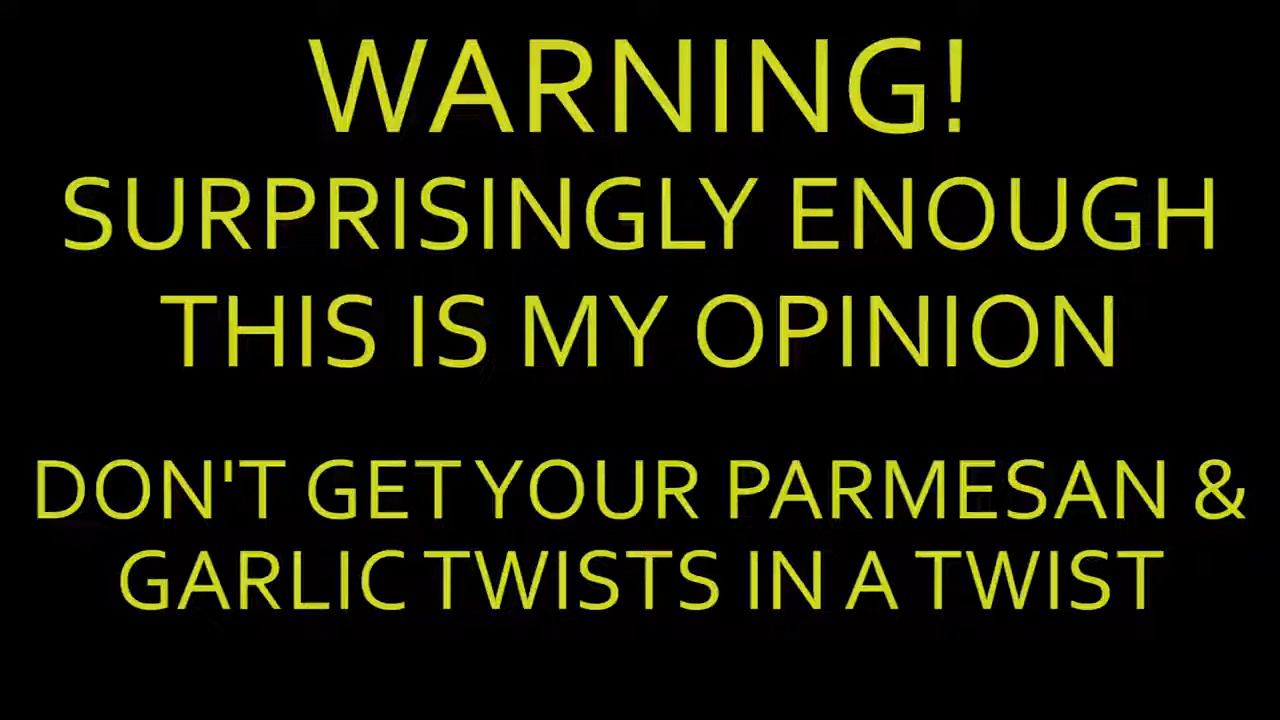 WARNING!
SURPRISINGLY ENOUGH
THIS IS MY OPINION
DON'T GET YOUR PARMESAN &
GARLIC TWISTS IN A TWIST